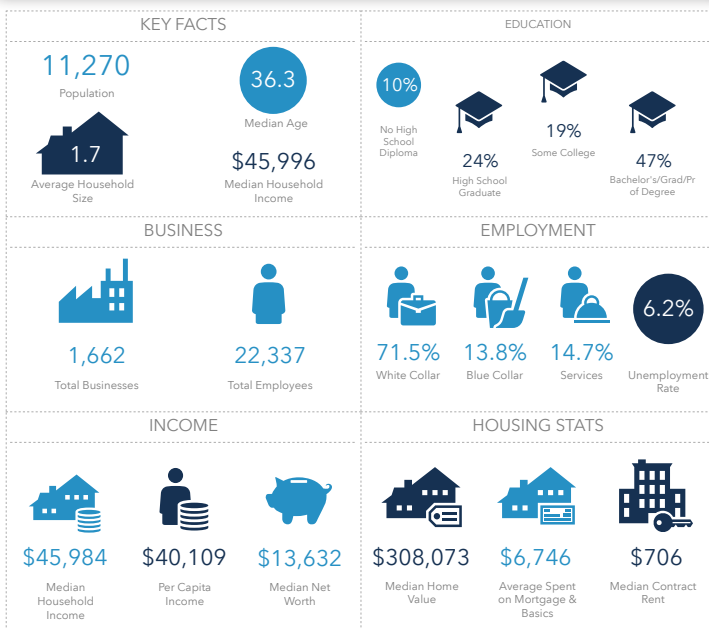 KEY FACTS
11,270
Population
36.3
Median Age
1.7
Average Household
Size
$45,996
Median Household
Income
EDUCATION
10%
No High
School
Diploma
24%
High School
Graduate
19%
Some College
47%
Bachelor's/Grad/Pr
of Degree
BUSINESS
1,662
Total Businesses
22,337
Total Employees
EMPLOYMENT
71.5%
White Collar
13.8%
Blue Collar
14.7%
Services
6.2%
Unemployment
Rate
INCOME
$45,984
Median
Household
Income
$40,109
Per Capita
Income
$13,632
Median Net
Worth
HOUSING STATS
$308,073
Median Home
Value
$6,746
Average Spent
on Mortgage &
Basics
$706
Median Contract
Rent